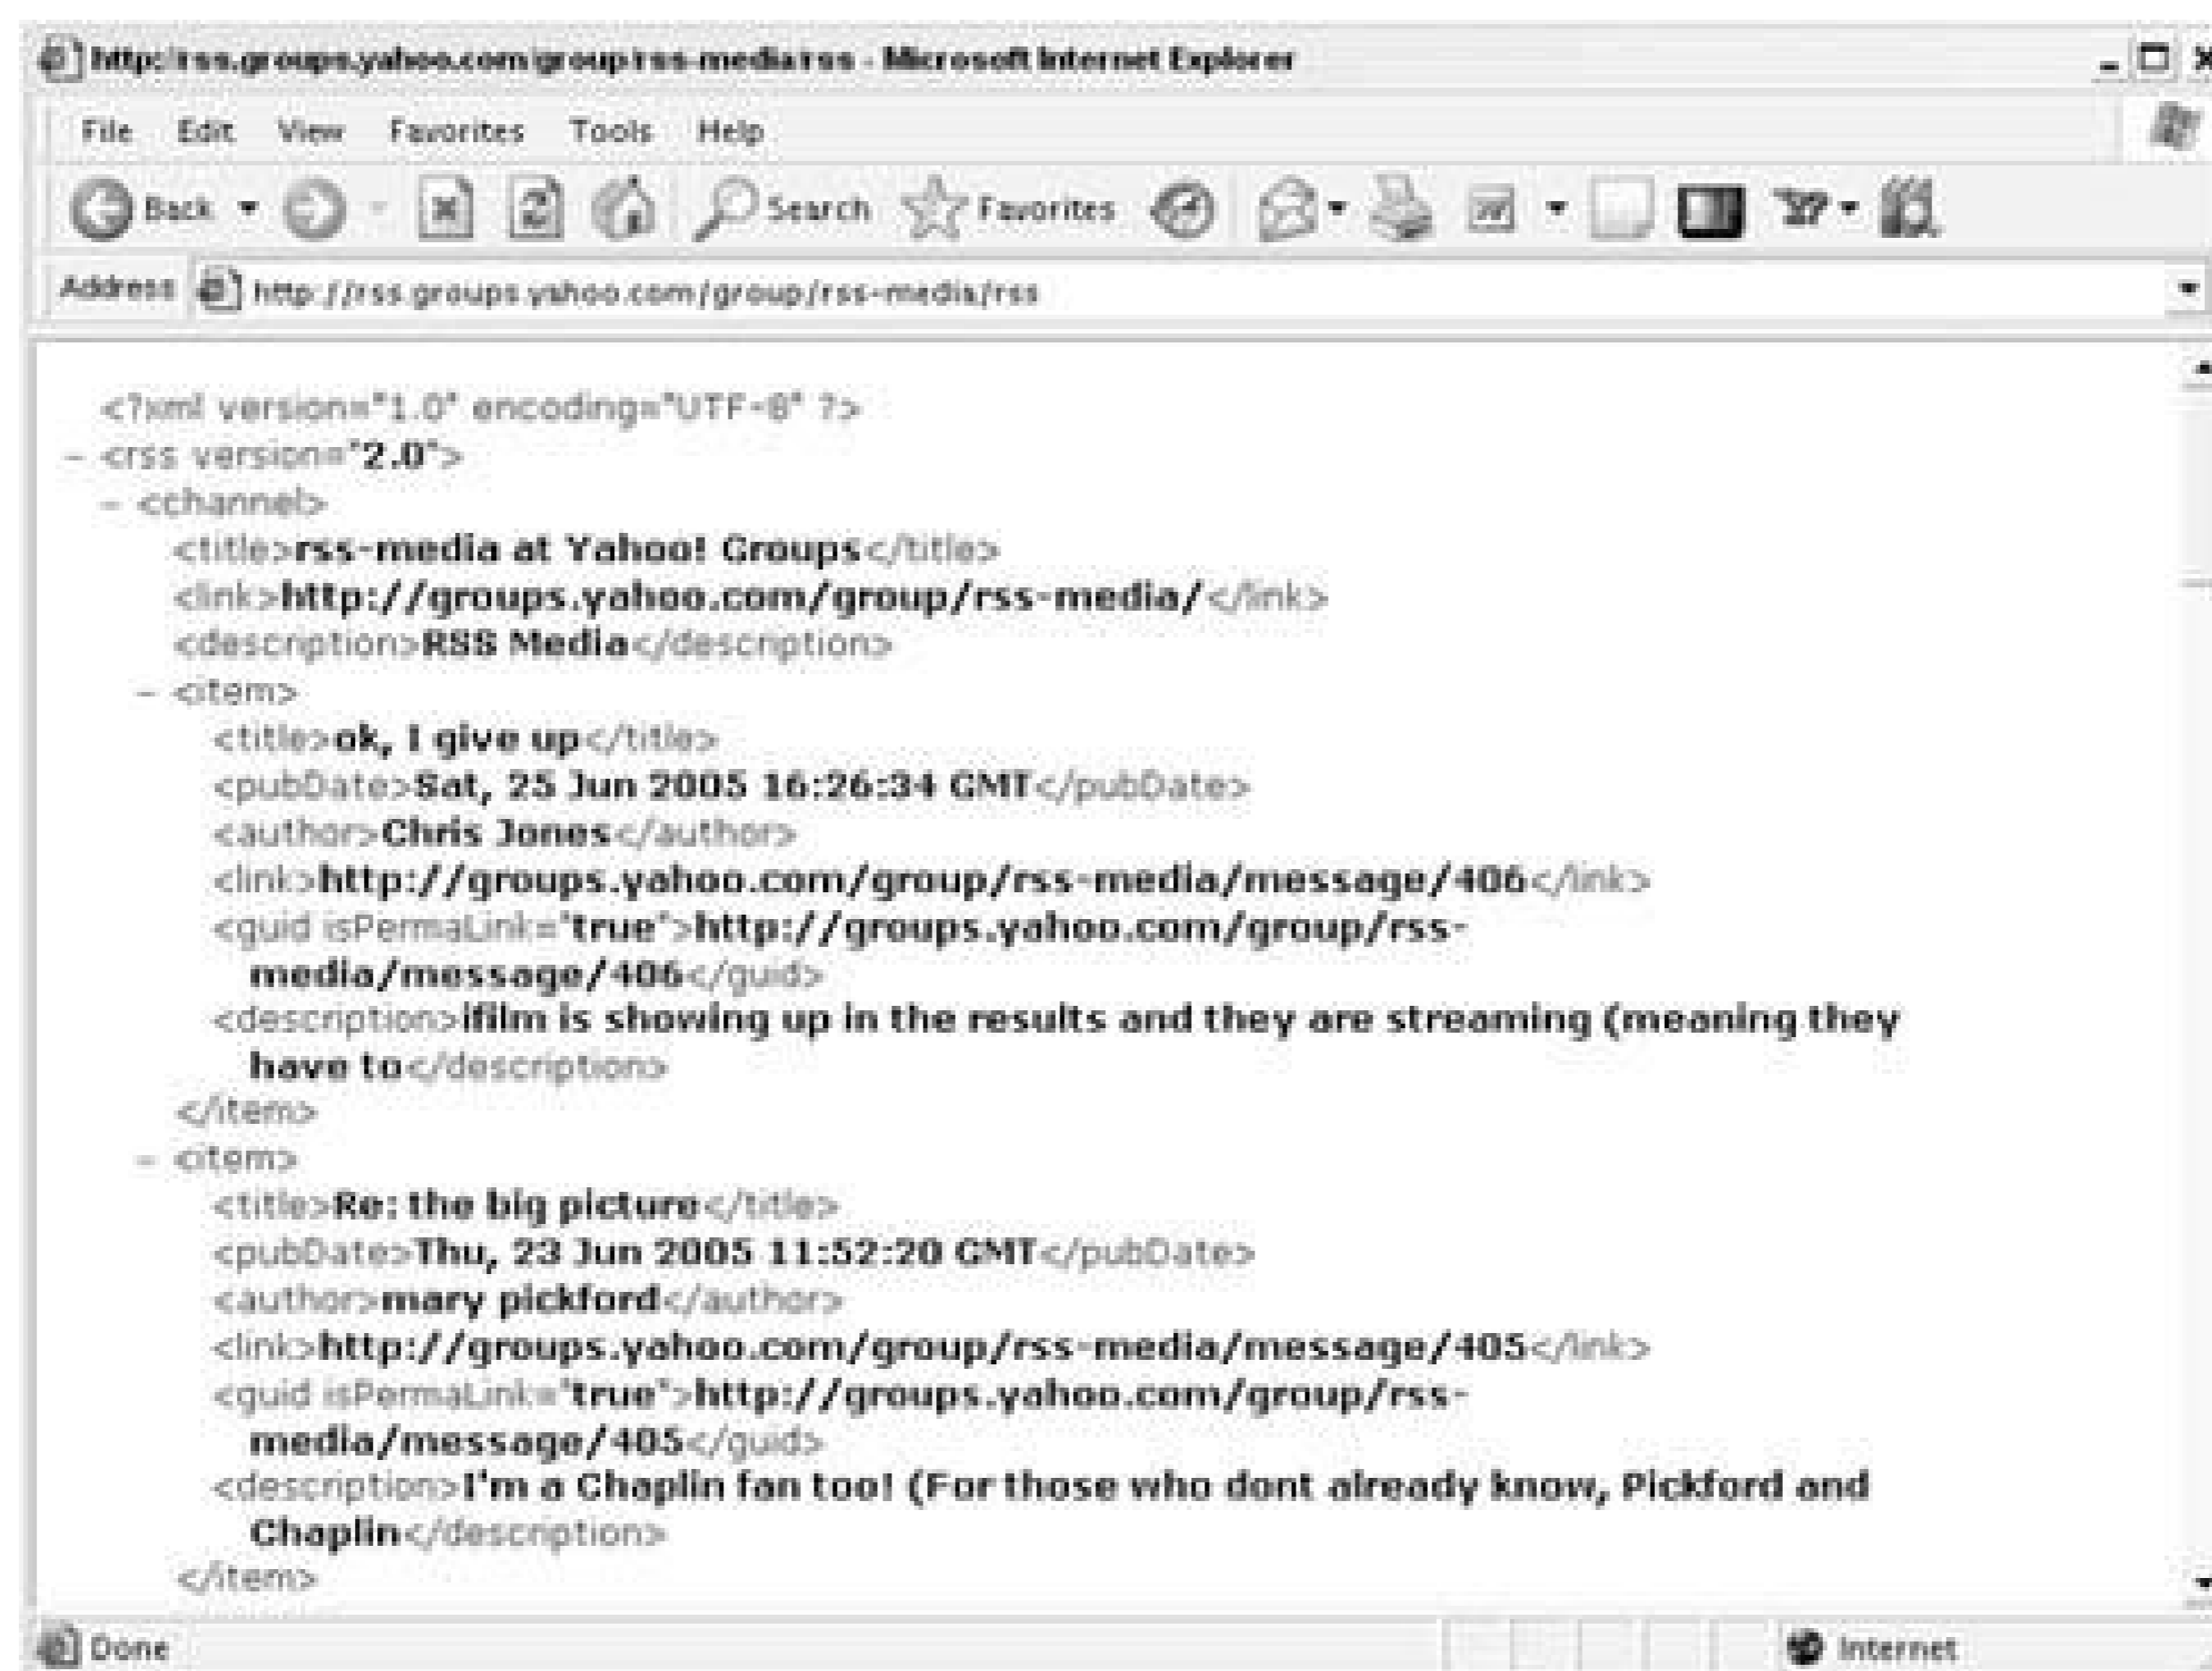 http://rss.groups.yahoo.com/group/rss-media/rss - Microsoft Internet Explorer
File Edit View Favorites Tools Help
Back Search Favorites
Address http://rss.groups.yahoo.com/group/rss-media/rss
<?xml version="1.0" encoding="UTF-8" ?>
- <rss version="2.0">
- <channel>
<title>rss-media at Yahoo! Groups</title>
<link>http://groups.yahoo.com/group/rss-media/</link>
<description>RSS Media</description>
- <item>
<title>ok, I give up</title>
<pubDate>Sat, 25 Jun 2005 16:26:34 GMT</pubDate>
<author>Chris Jones</author>
<link>http://groups.yahoo.com/group/rss-media/message/406</link>
<guid isPermaLink="true">http://groups.yahoo.com/group/rss-
media/message/406</guid>
<description>ifilm is showing up in the results and they are streaming (meaning they
have to</description>
</item>
- <item>
<title>Re: the big picture</title>
<pubDate>Thu, 23 Jun 2005 11:52:20 GMT</pubDate>
<author>mary pickford</author>
<link>http://groups.yahoo.com/group/rss-media/message/405</link>
<guid isPermaLink="true">http://groups.yahoo.com/group/rss-
media/message/405</guid>
<description>I'm a Chaplin fan too! (For those who dont already know, Pickford and
Chaplin</description>
</item>
Done Internet